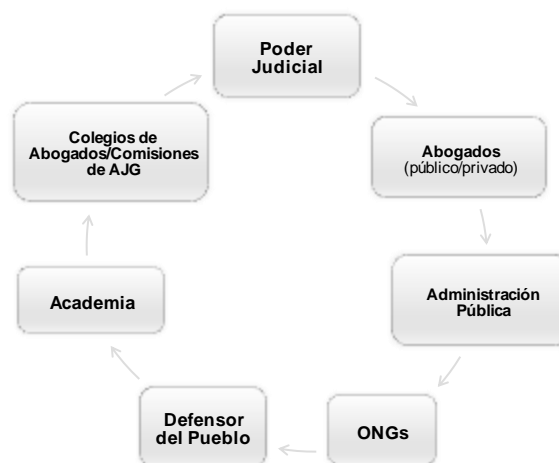 Poder
Judicial
Abogados
(público/privado)
Administración
Pública
ONGs
Defensor
del Pueblo
Academia
Colegios de
Abogados/Comisiones
de AJG